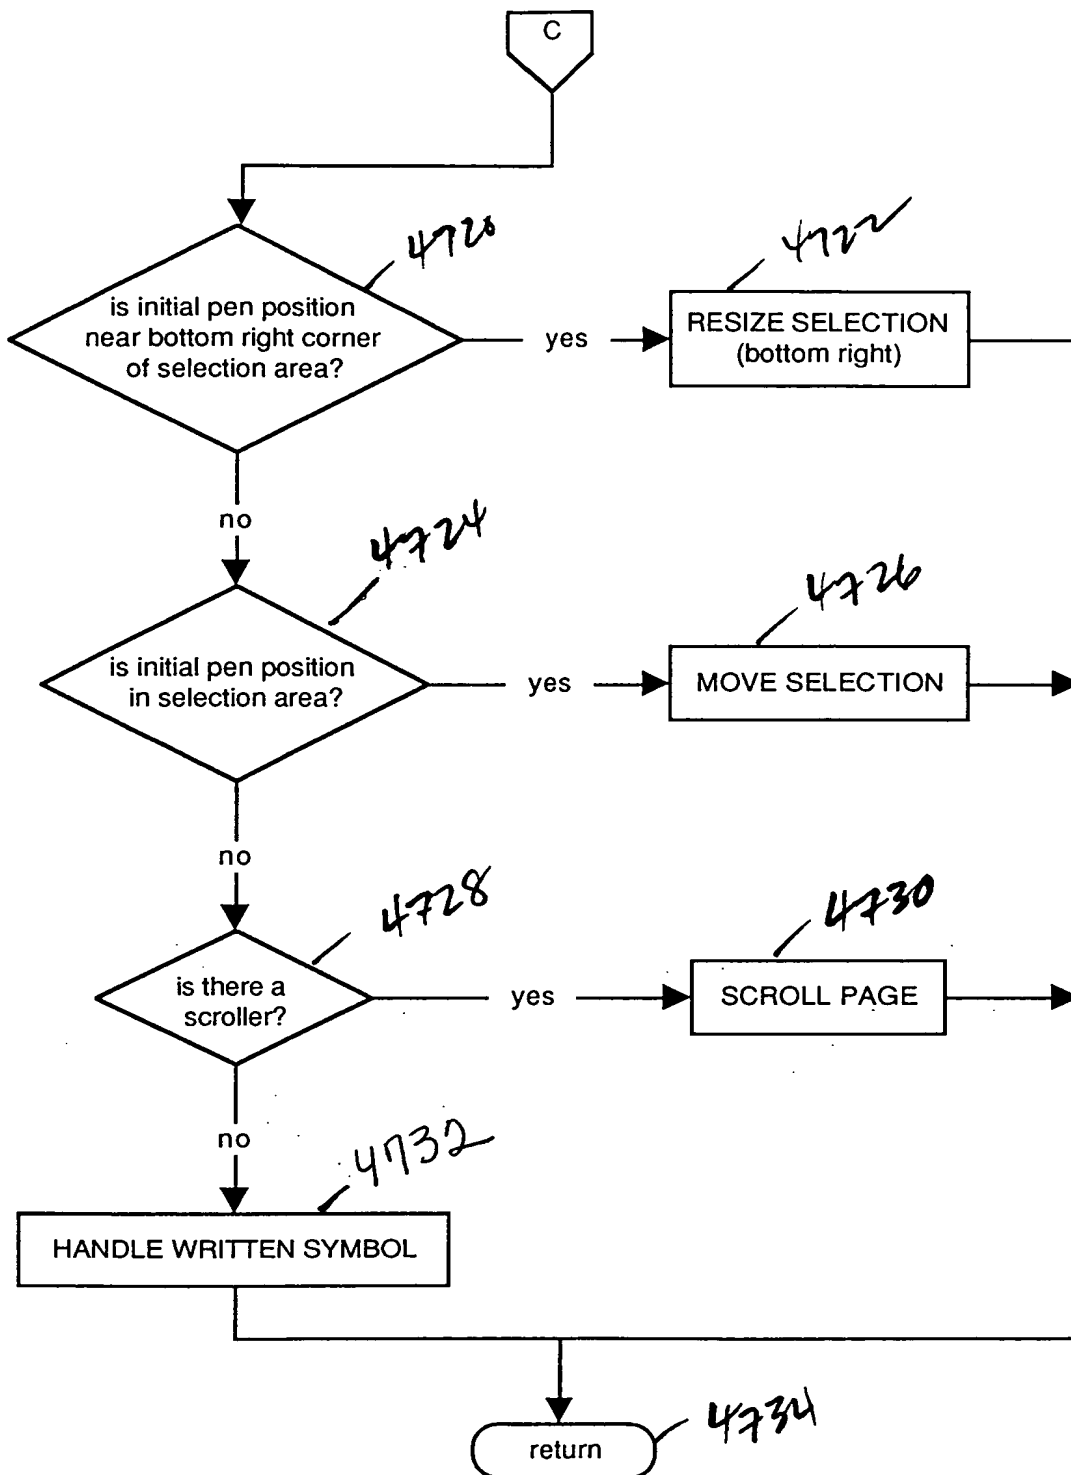 C
4720
4722
is initial pen position
near bottom right corner
of selection area?
yes
RESIZE SELECTION
(bottom right)
no
4724
4726
is initial pen position
in selection area?
yes
MOVE SELECTION
no
4728
4730
is there a
scroller?
yes
SCROLL PAGE
no
4732
HANDLE WRITTEN SYMBOL
4734
return